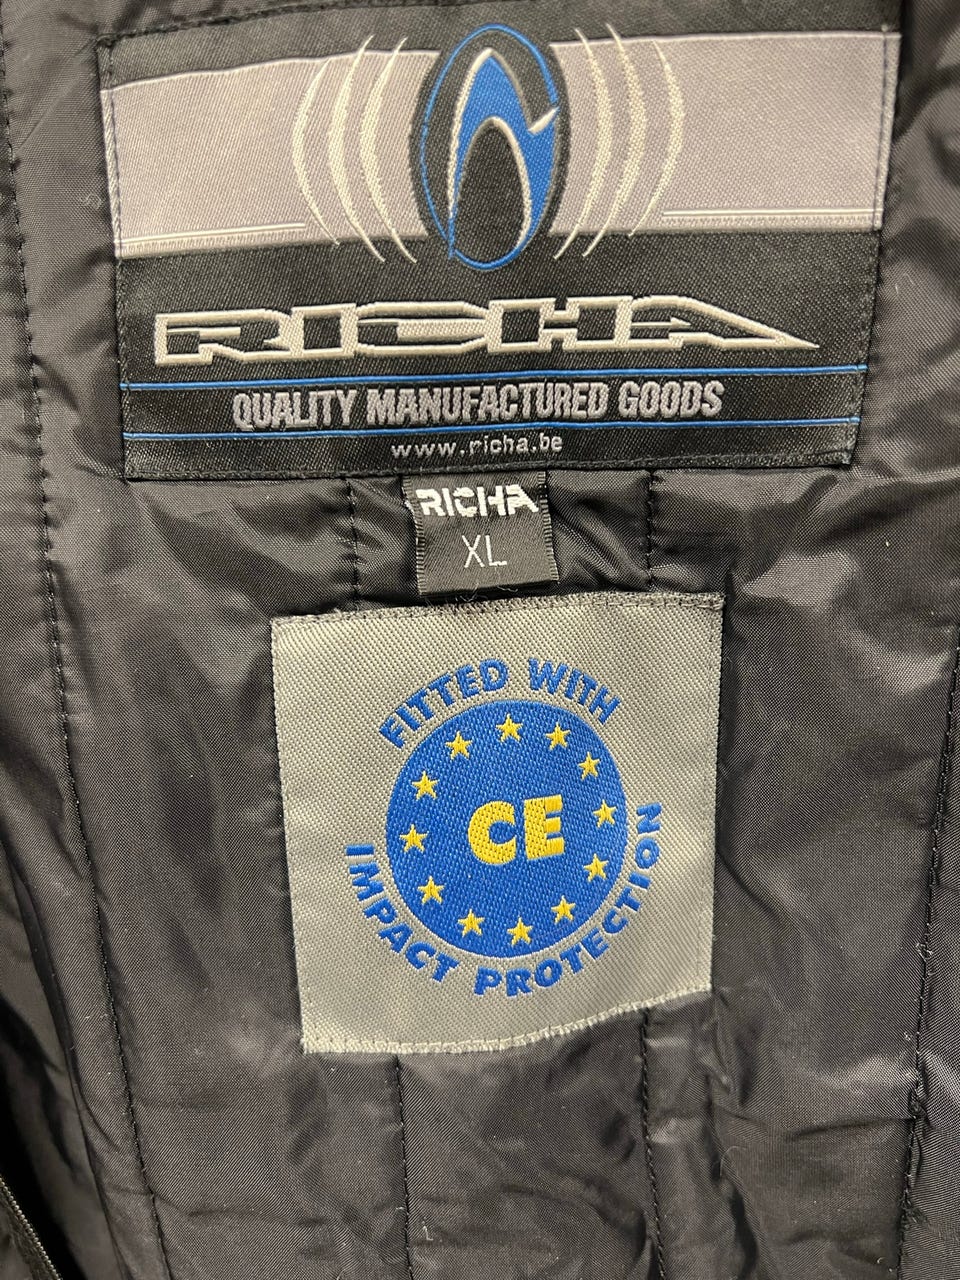 RICHA
QUALITY MANUFACTURED GOODS
www.richa.be
RICHA
XL
FITTED WITH
CE
IMPACT PROTECTION